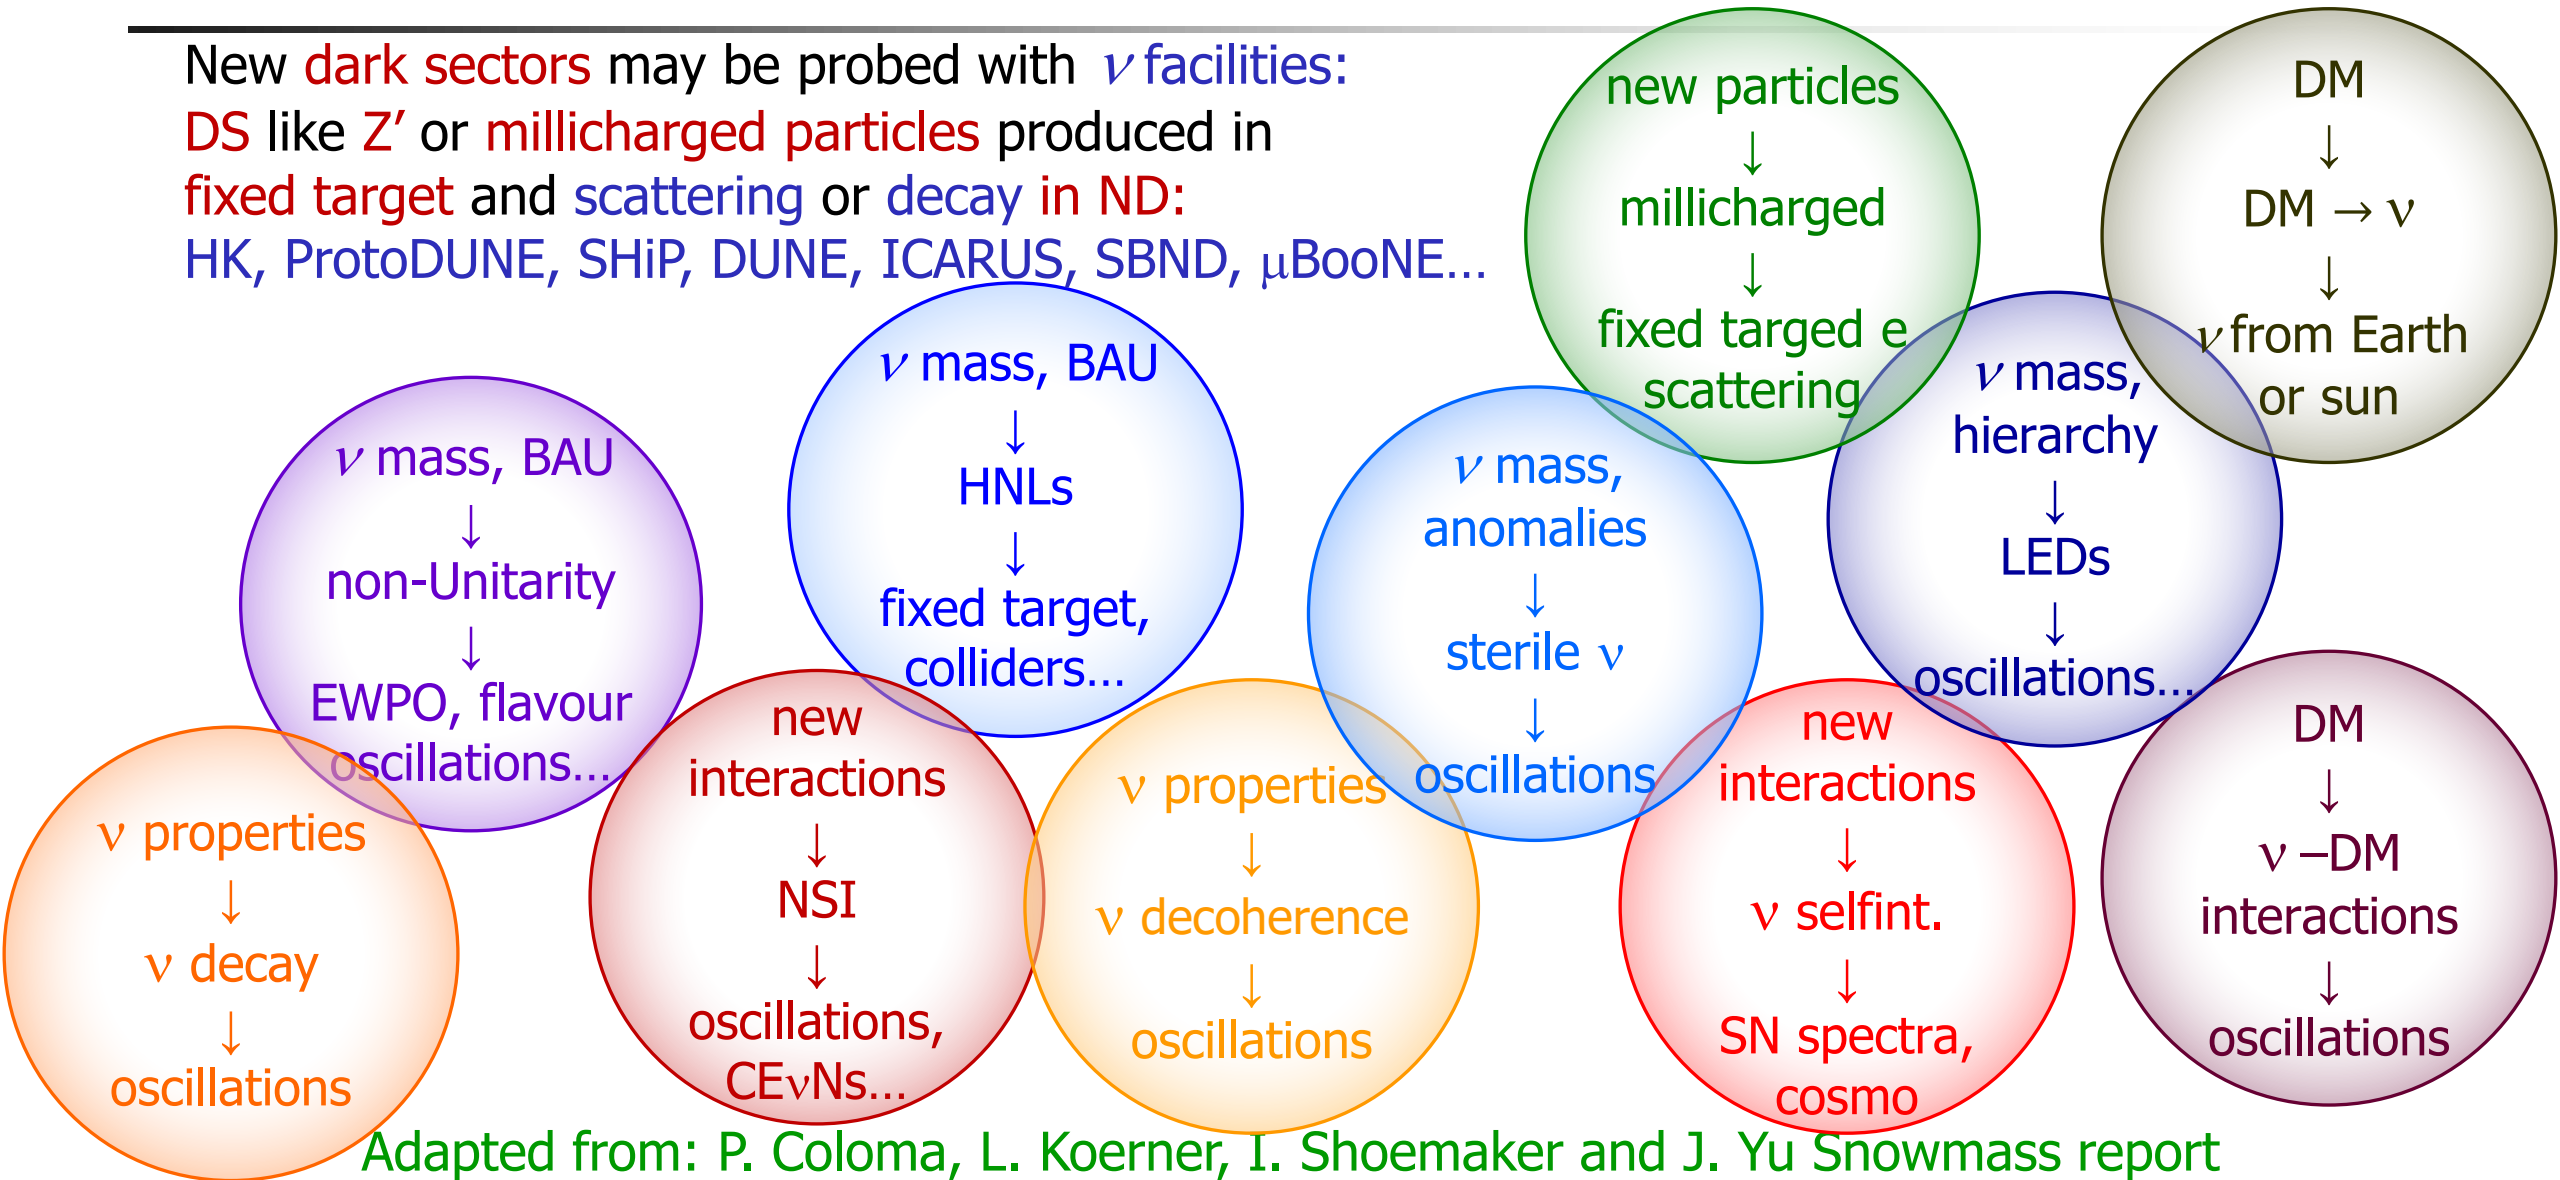 New dark sectors may be probed with ν facilities:
DS like Z’ or millicharged particles produced in
fixed target and scattering or decay in ND:
HK, ProtoDUNE, SHiP, DUNE, ICARUS, SBND, μBooNE…
new particles
↓
millicharged
↓
fixed targed e
scattering
DM
↓
DM → ν
↓
ν from Earth
or sun
ν mass, BAU
↓
non-Unitarity
↓
EWPO, flavour
oscillations…
ν mass, BAU
↓
HNLs
↓
fixed target,
colliders…
ν mass,
anomalies
↓
sterile ν
↓
oscillations
ν mass,
hierarchy
↓
LEDs
↓
oscillations…
ν properties
↓
ν decay
↓
oscillations
new
interactions
↓
NSI
↓
oscillations,
CEνNs…
ν properties
↓
ν decoherence
↓
oscillations
new
interactions
↓
ν selfint.
↓
SN spectra,
cosmo
DM
↓
ν –DM
interactions
↓
oscillations
Adapted from: P. Coloma, L. Koerner, I. Shoemaker and J. Yu Snowmass report